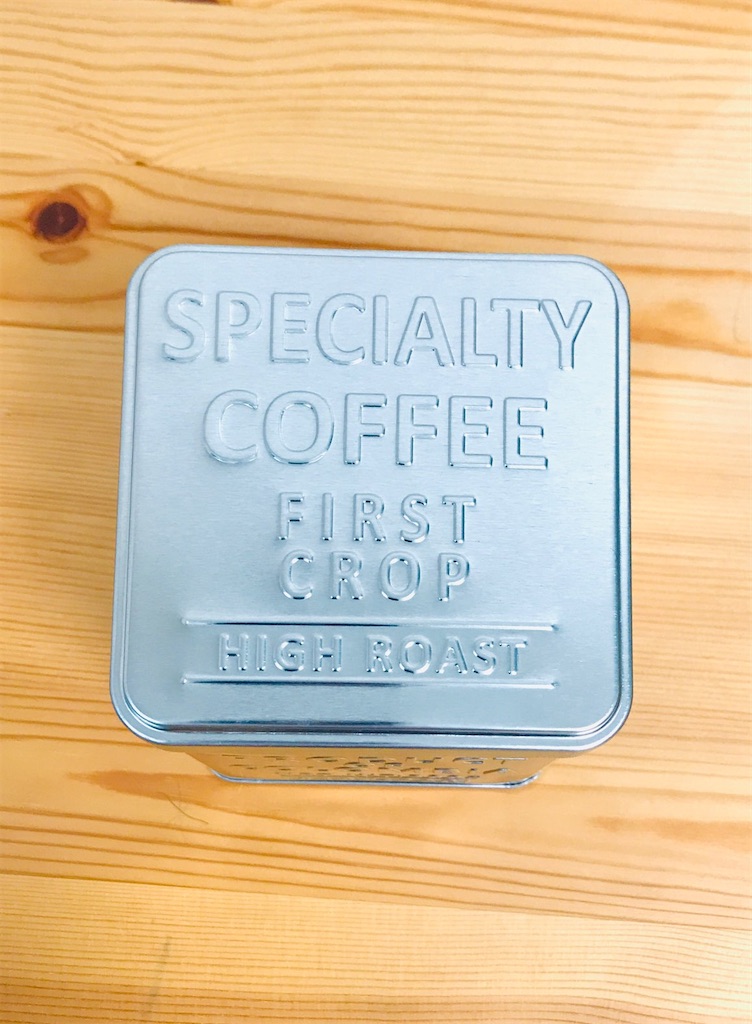 SPECIALTY
COFFEE
FIRST
CROP
HIGH ROAST